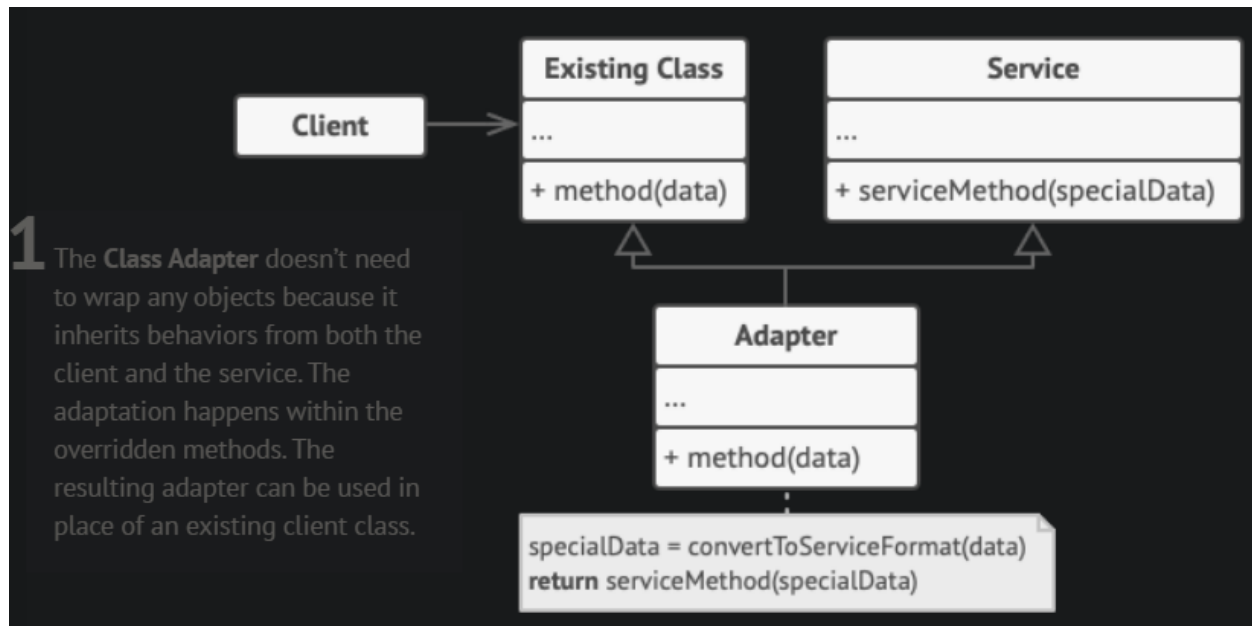 Client
Existing Class
...
+ method(data)
Service
...
+ serviceMethod(specialData)
1
The Class Adapter doesn’t need
to wrap any objects because it
inherits behaviors from both the
client and the service. The
adaptation happens within the
overridden methods. The
resulting adapter can be used in
place of an existing client class.
Adapter
...
+ method(data)
specialData = convertToServiceFormat(data)
return serviceMethod(specialData)